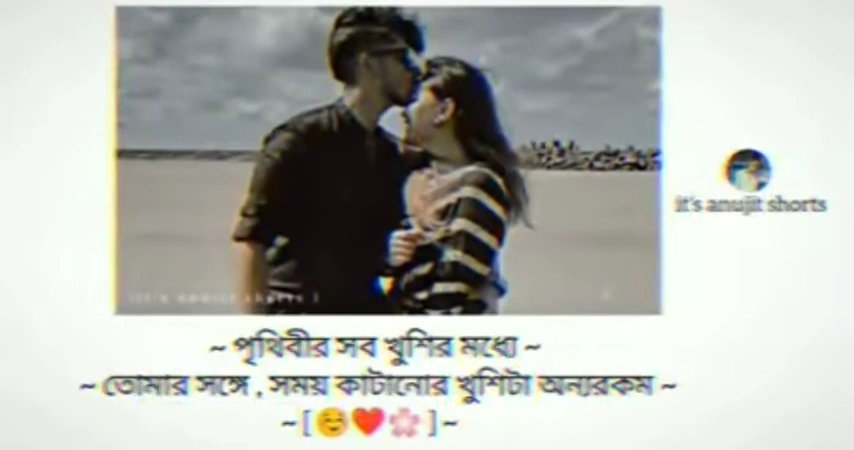 it's anujit shorts
~ পৃথিবীর সব খুশির মধ্যে ~
~ তোমার সঙ্গে , সময় কাটানোর খুশিটা অন্যরকম ~
~ [ ☺️❤️🌸 ] ~